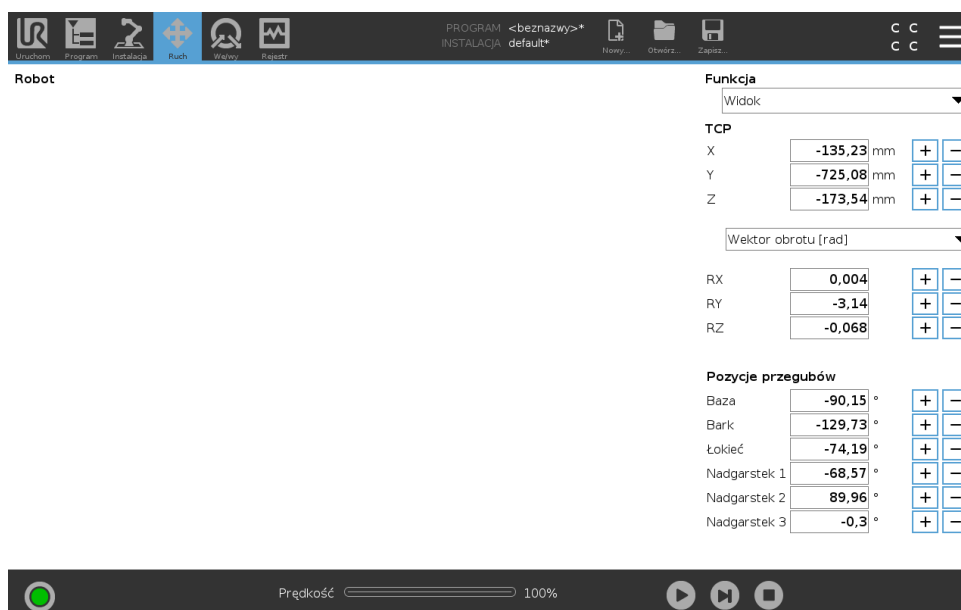 PROGRAM <beznazwy>*
INSTALACJA default*
Uruchom Program Instalacja Ruch We/wy Rejestr Nowy... Otwórz... Zapisz...
C C
C C
Robot
Funkcja
Widok
TCP
X -135,23 mm + −
Y -725,08 mm + −
Z -173,54 mm + −
Wektor obrotu [rad]
RX 0,004 + −
RY -3,14 + −
RZ -0,068 + −
Pozycje przegubów
Baza -90,15 ° + −
Bark -129,73 ° + −
Łokieć -74,19 ° + −
Nadgarstek 1 -68,57 ° + −
Nadgarstek 2 89,96 ° + −
Nadgarstek 3 -0,3 ° + −
Prędkość 100%